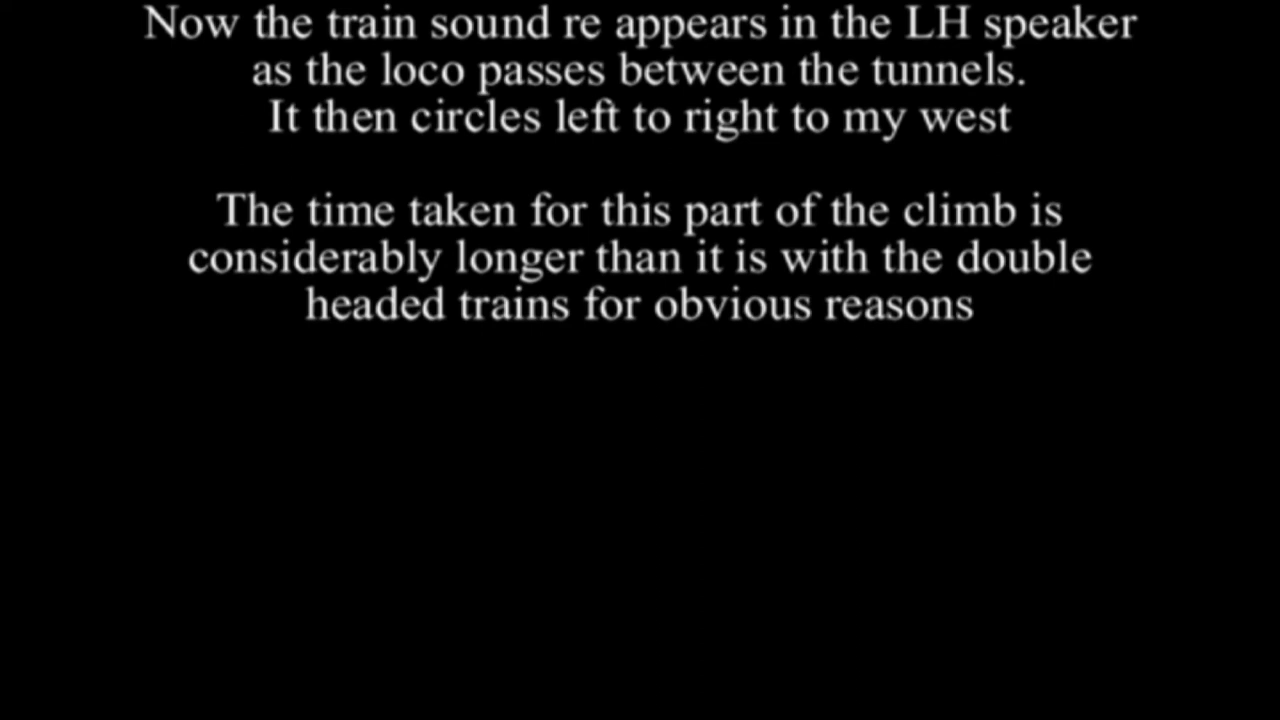 Now the train sound re appears in the LH speaker
as the loco passes between the tunnels.
It then circles left to right to my west
The time taken for this part of the climb is
considerably longer than it is with the double
headed trains for obvious reasons